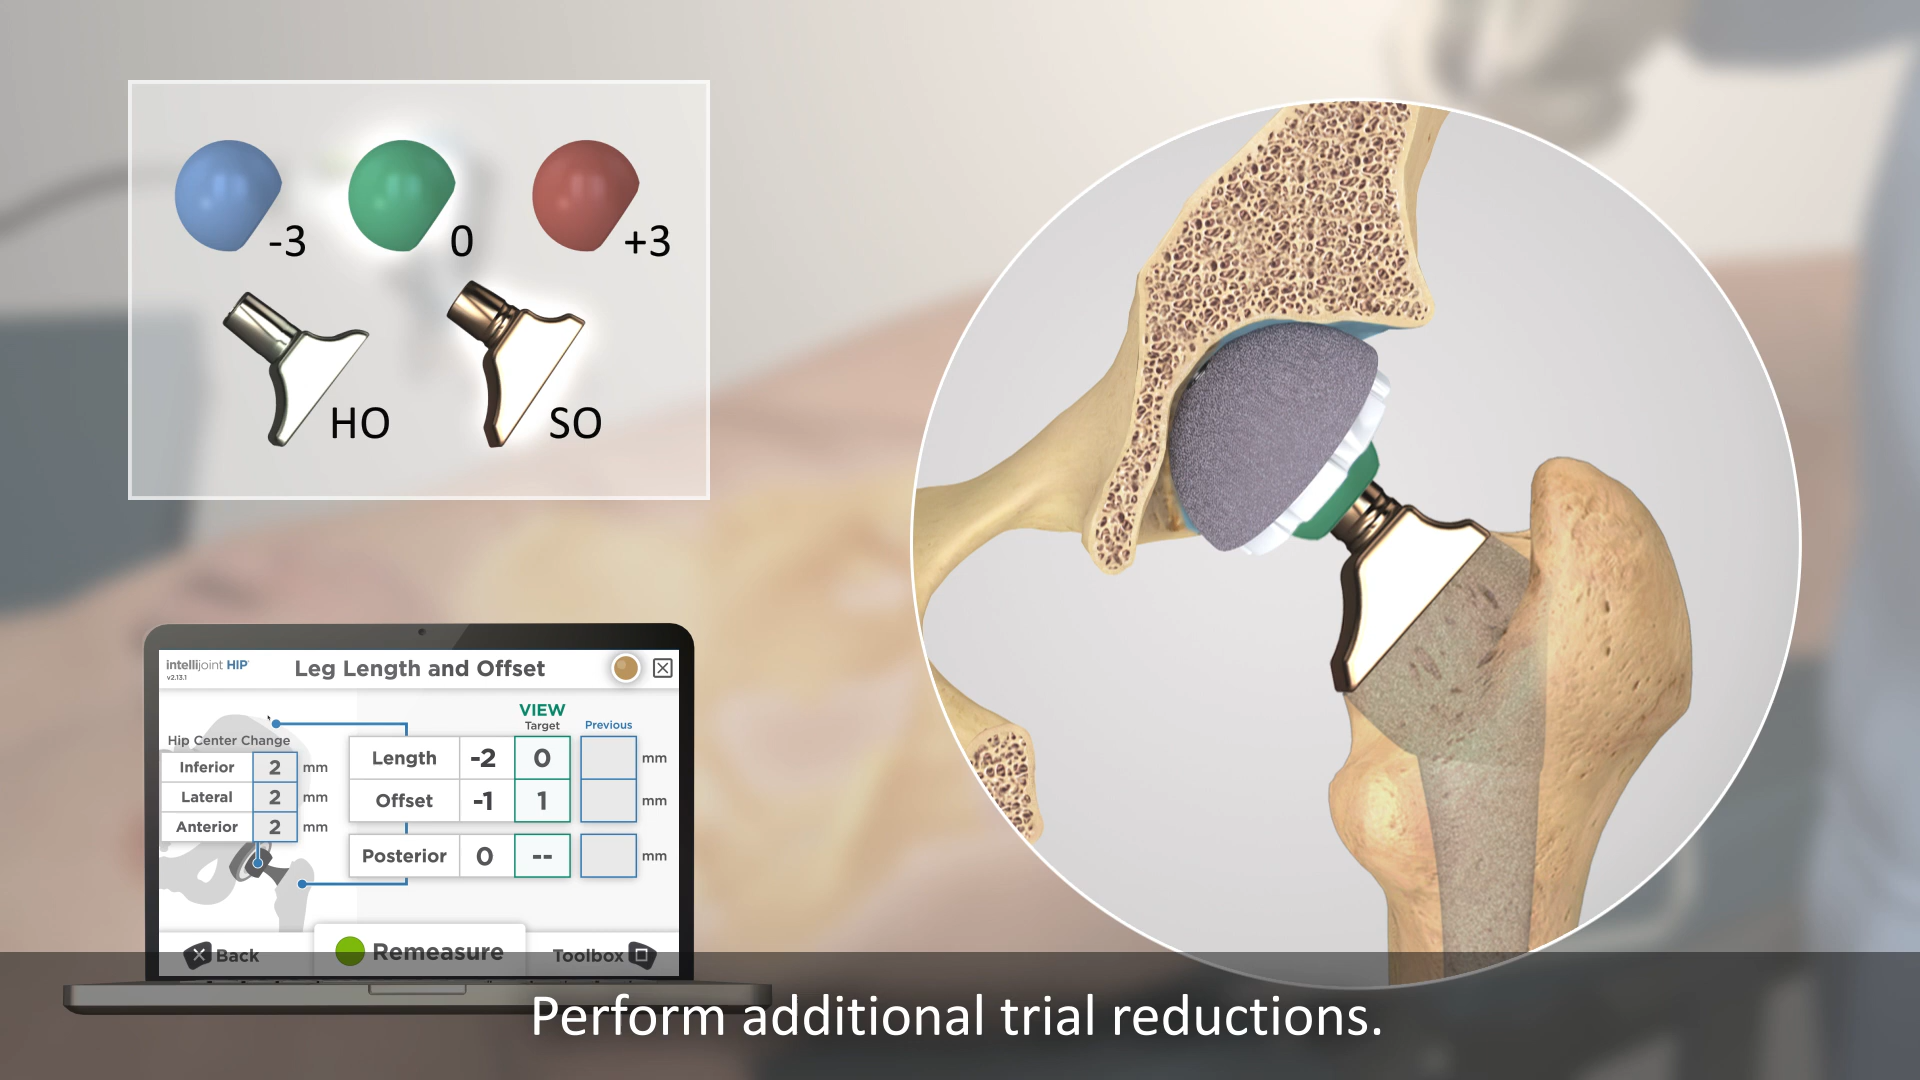 -3 0 +3
HO SO
intellijoint HIP®
v2.13.1
Leg Length and Offset
VIEW
Target Previous
Hip Center Change
Inferior 2 mm
Lateral 2 mm
Anterior 2 mm
Length -2 0 mm
Offset -1 1 mm
Posterior 0 -- mm
Back Remeasure Toolbox
Perform additional trial reductions.